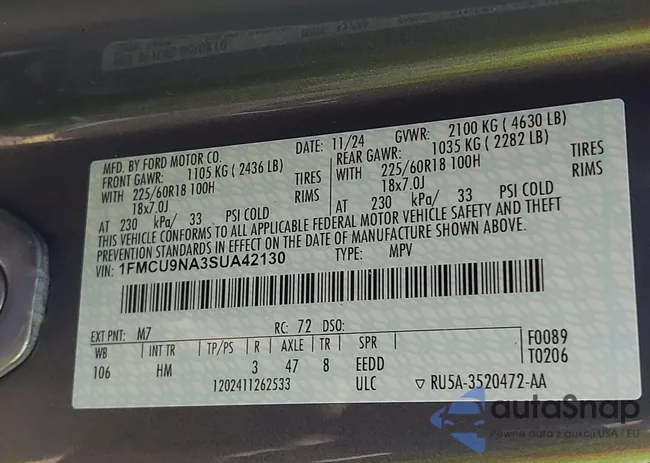 MFD. BY FORD MOTOR CO.
DATE: 11/24 GVWR: 2100 KG ( 4630 LB)
FRONT GAWR: 1105 KG ( 2436 LB)
REAR GAWR: 1035 KG ( 2282 LB)
WITH 225/60R18 100H TIRES
WITH 225/60R18 100H TIRES
18x7.0J RIMS
18x7.0J RIMS
AT 230 kPa/ 33 PSI COLD
AT 230 kPa/ 33 PSI COLD
THIS VEHICLE CONFORMS TO ALL APPLICABLE FEDERAL MOTOR VEHICLE SAFETY AND THEFT
PREVENTION STANDARDS IN EFFECT ON THE DATE OF MANUFACTURE SHOWN ABOVE.
VIN: 1FMCU9NA3SUA42130 TYPE: MPV
EXT PNT: M7 RC: 72 DSO:
WB INT TR TP/PS R AXLE TR SPR
106 HM 3 47 8 EEDD
1202411262533 ULC
F0089
T0206
▽ RU5A-3520472-AA
autoSnap
Pewne auta z aukcji USA i EU